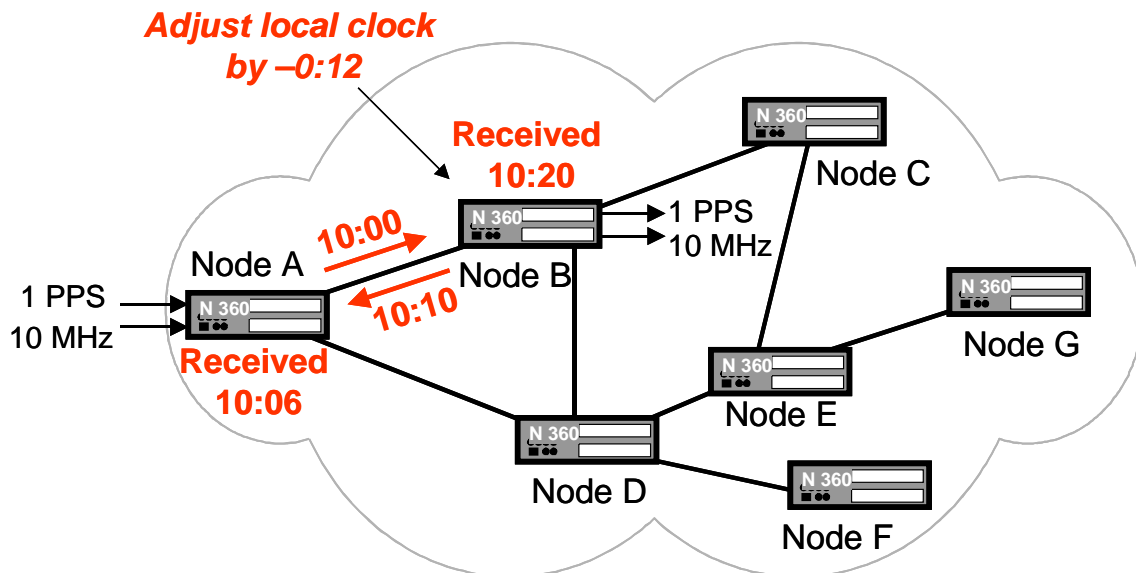 Adjust local clock
by –0:12
Received
10:20
N 360
Node C
N 360
1 PPS
10 MHz
10:00
Node A
Node B
10:10
1 PPS
10 MHz
N 360
Received
10:06
N 360
Node G
N 360
Node E
N 360
Node D
N 360
Node F